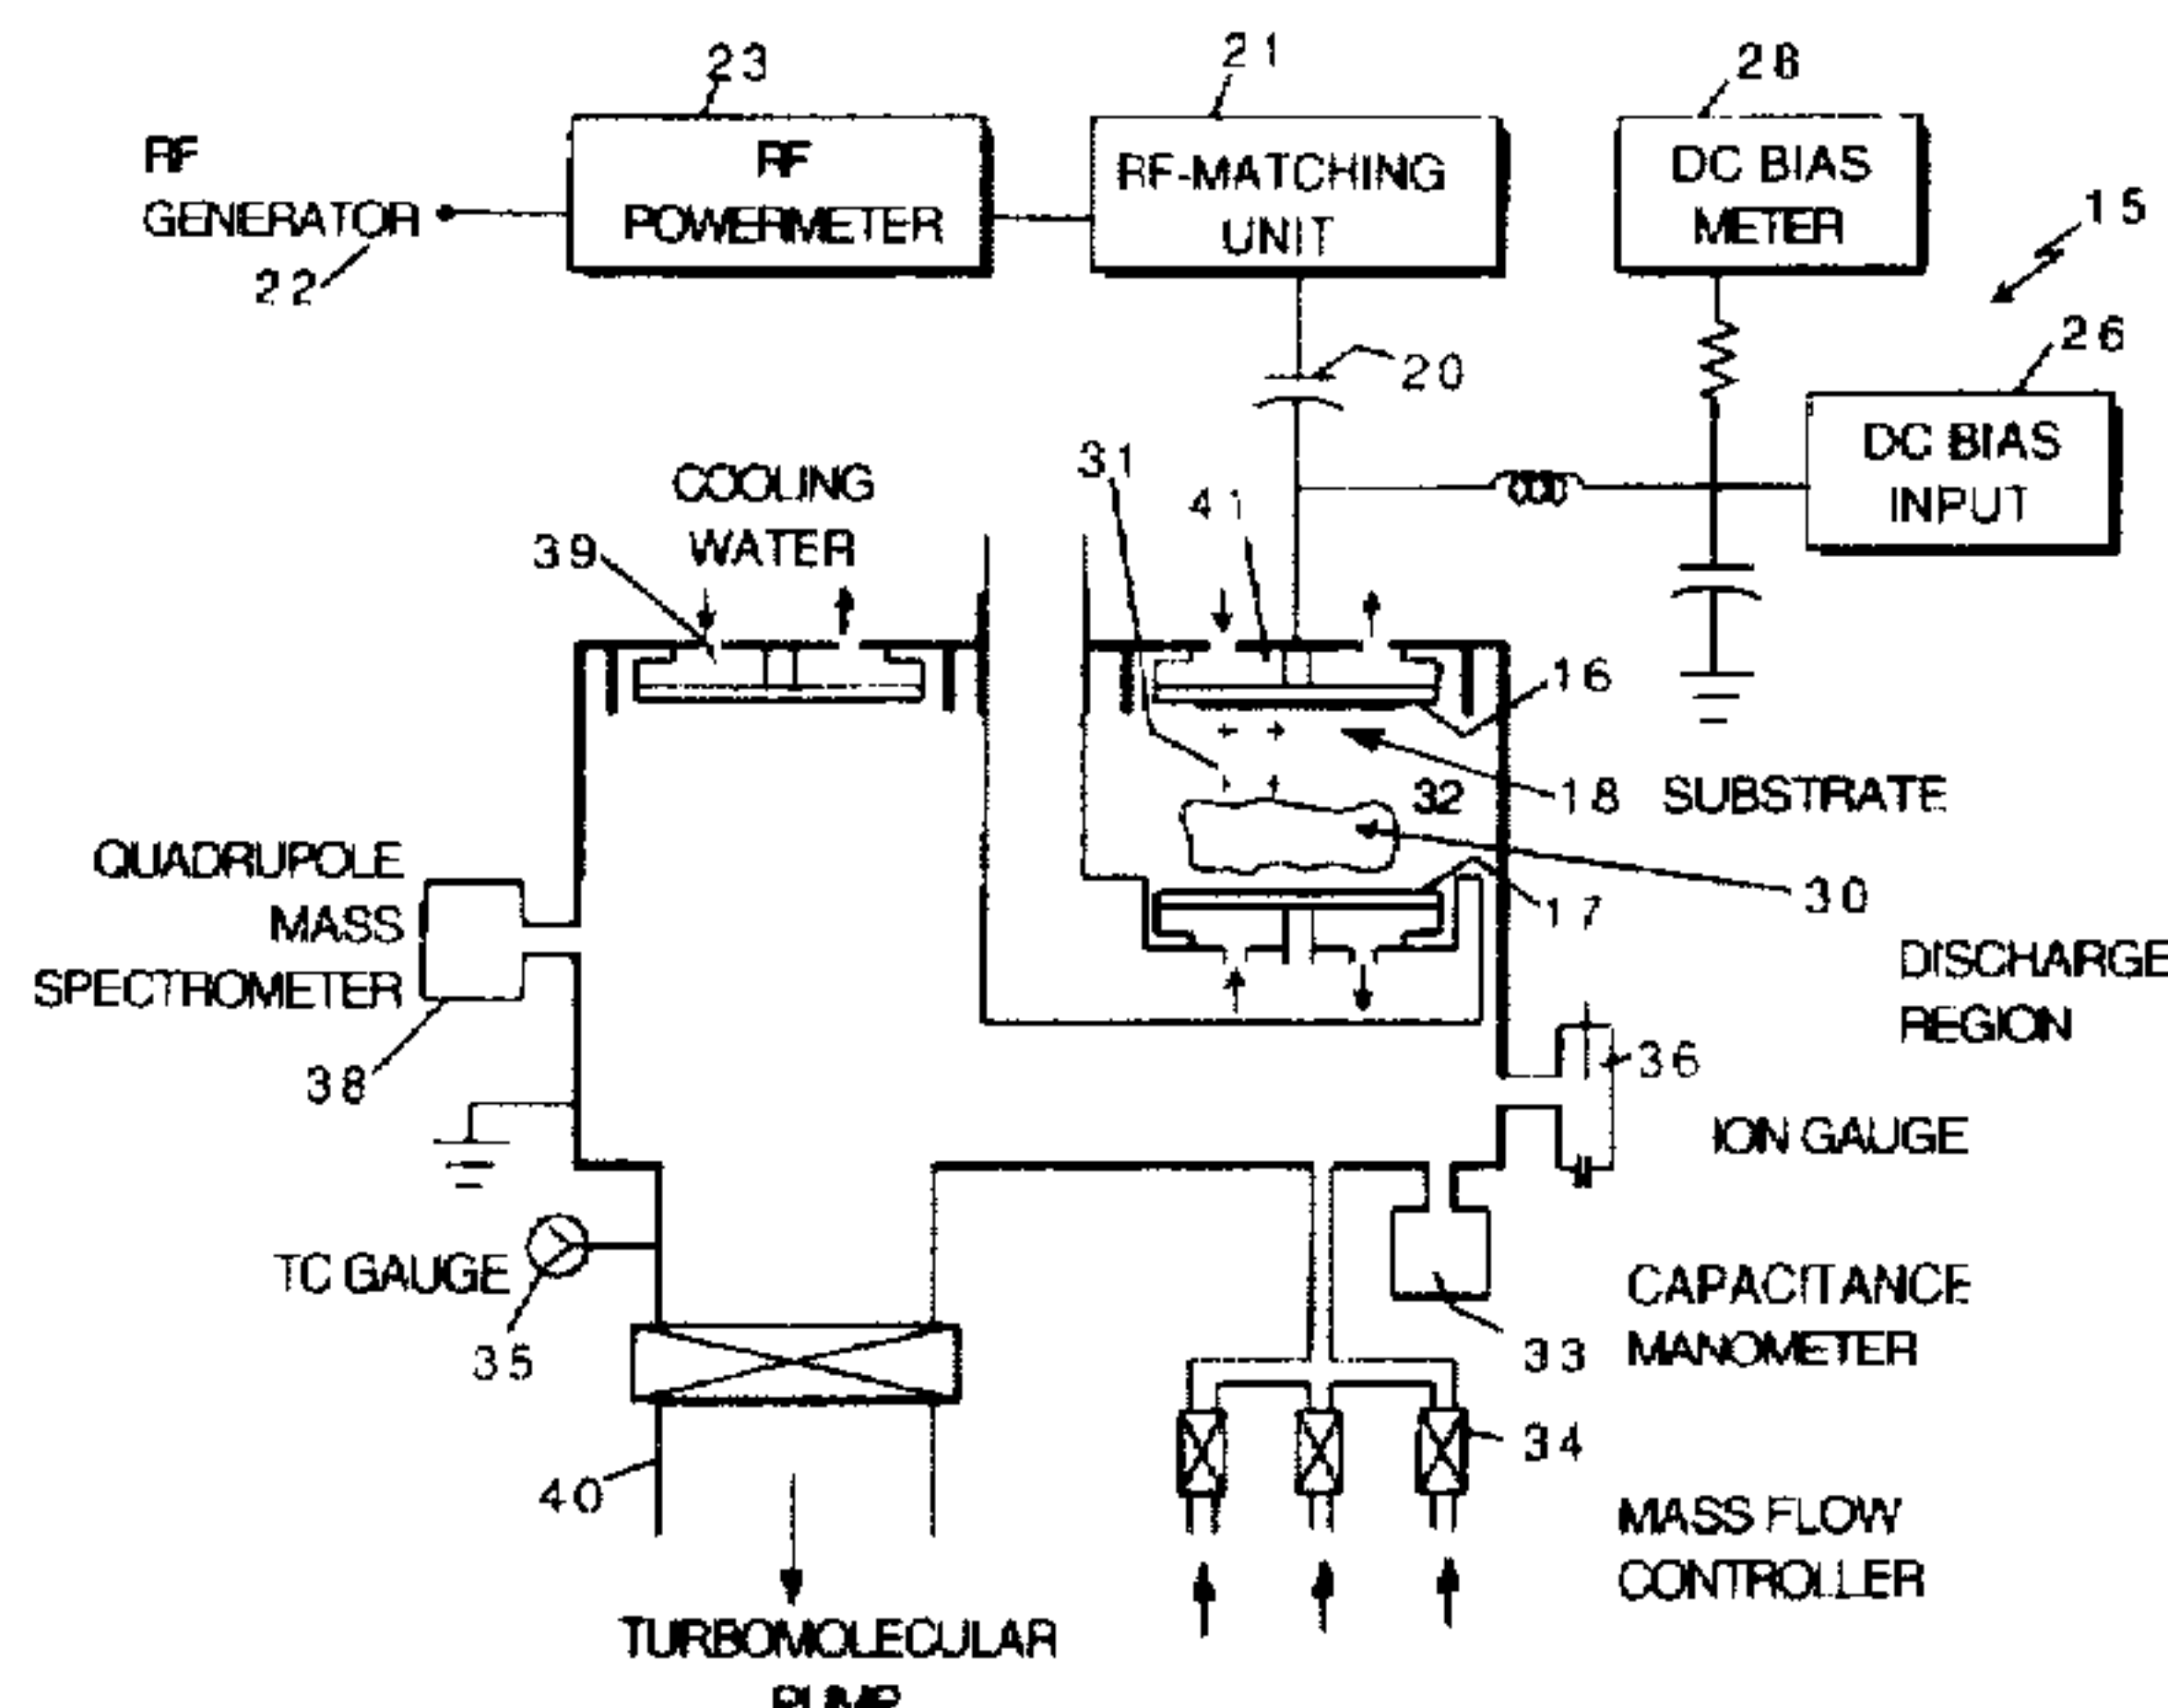 23
21
28
RF
GENERATOR
22
RF
POWERMETER
RF-MATCHING
UNIT
DC BIAS
METER
15
20
26
DC BIAS
INPUT
31
41
COOLING
WATER
39
16
18 SUBSTRATE
32
30
17
QUADRUPOLE
MASS
SPECTROMETER
38
DISCHARGE
REGION
36
ION GAUGE
TC GAUGE
35
CAPACITANCE
MANOMETER
33
34
40
MASS FLOW
CONTROLLER
TURBOMOLECULAR
PUMP